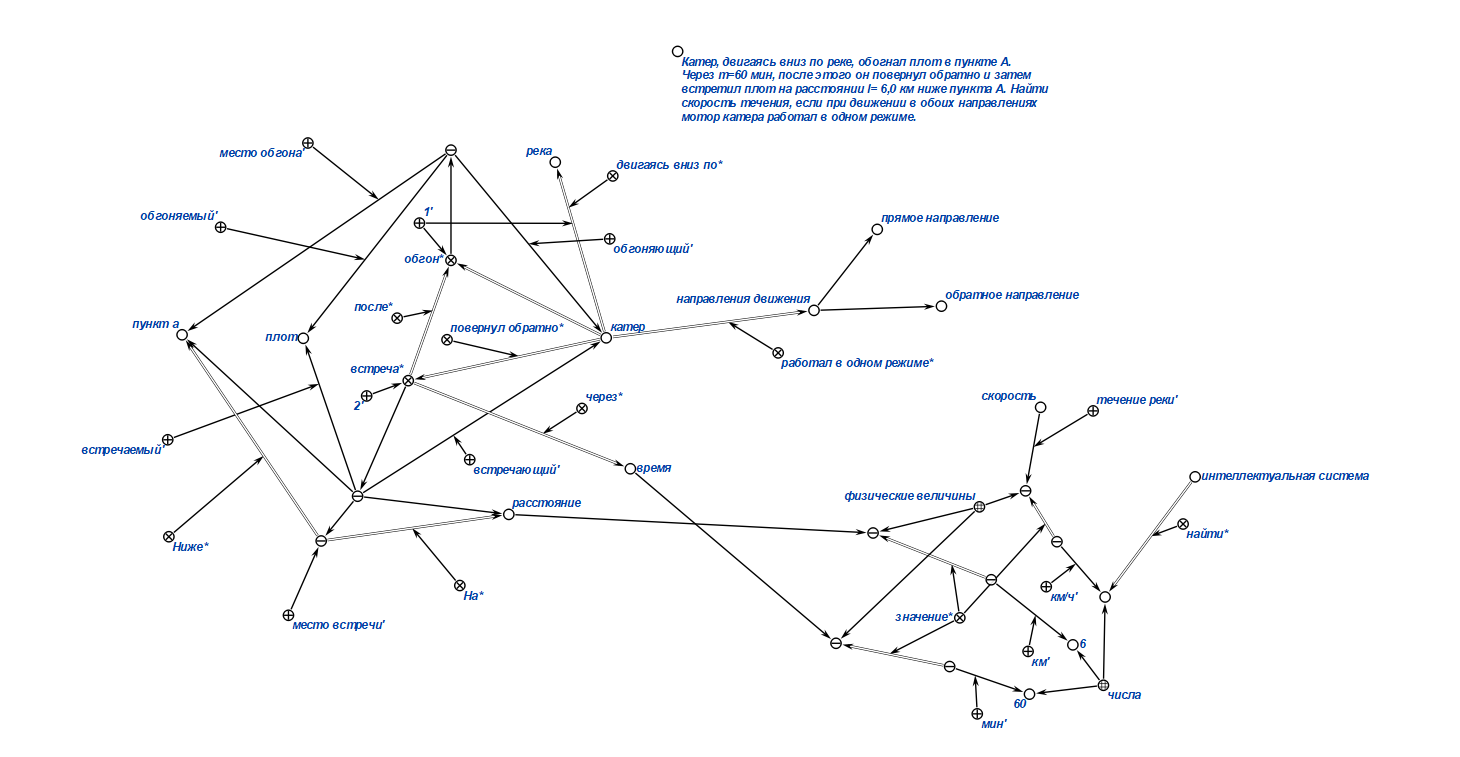 Катер, двигаясь вниз по реке, обогнал плот в пункте А.
Через т=60 мин, после этого он повернул обратно и затем
встретил плот на расстоянии l= 6,0 км ниже пункта А. Найти
скорость течения, если при движении в обоих направлениях
мотор катера работал в одном режиме.
место обгона'
река
двигаясь вниз по*
обгоняемый'
1'
прямое направление
обгоняющий'
обгон*
направления движения
обратное направление
после*
пункт а
плот
повернул обратно*
катер
работал в одном режиме*
встреча*
2'
через*
скорость
течение реки'
встречаемый'
встречающий'
время
интеллектуальная система
физические величины
расстояние
найти*
Ниже*
На*
км/ч'
место встречи'
значение*
6
км'
числа
60
мин'